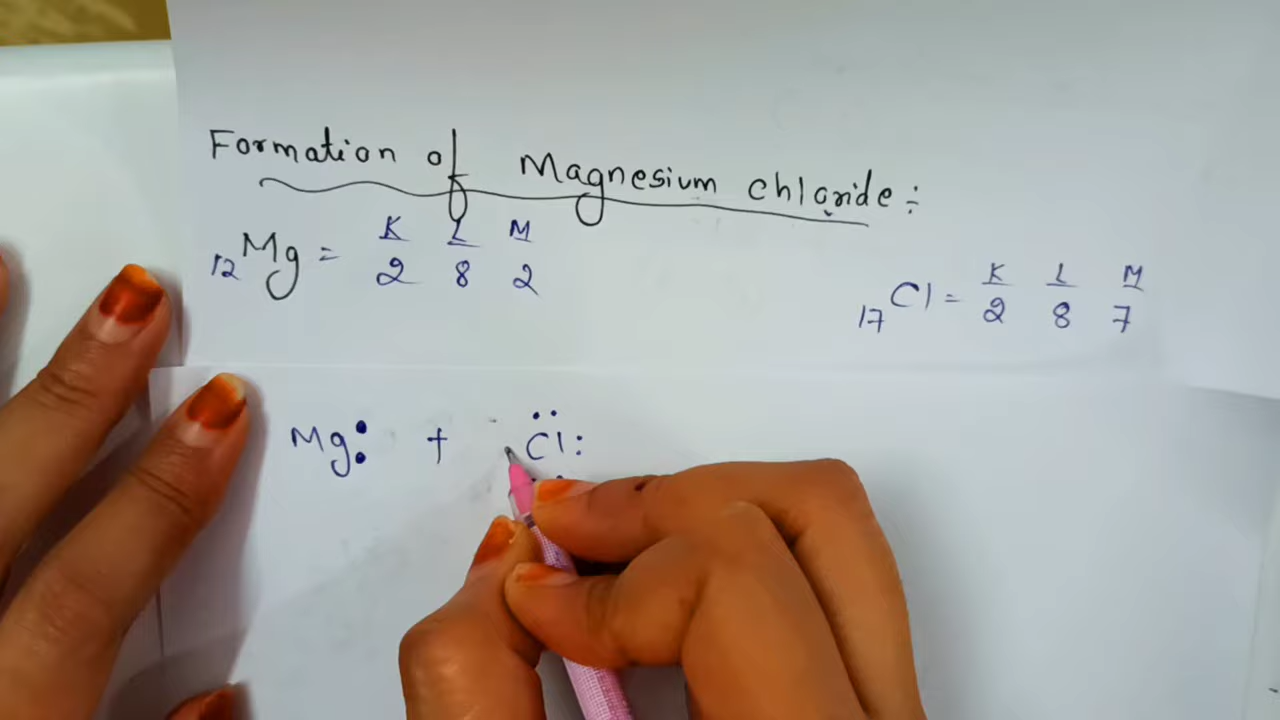 Formation of Magnesium chloride ÷
K L M
12Mg = 2 8 2
K L M
17Cl = 2 8 7
Mg: + Cl: